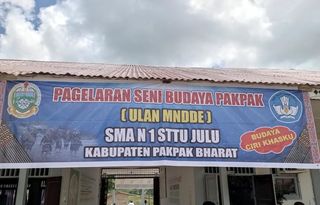 PAGELARAN SENI BUDAYA PAKPAK
( ULAN MNDDE )
SMA N 1 STTU JULU
KABUPATEN PAKPAK BHARAT
BUDAYA
CIRI KHASKU